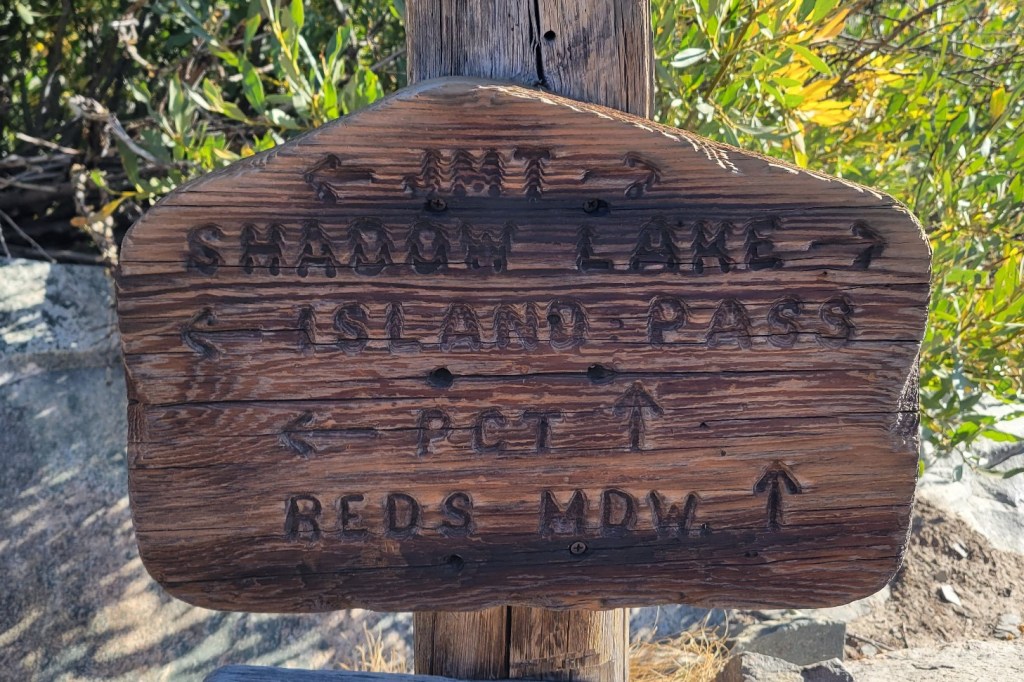 ← JMT →
SHADOW LAKE →
← ISLAND PASS
← PCT ↑
REDS MDW. ↑